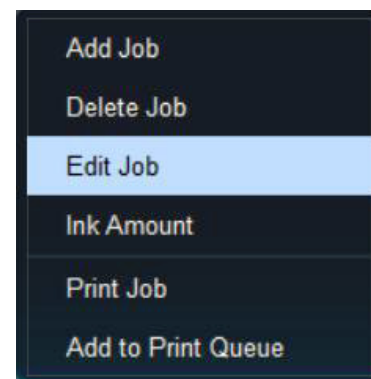 Add Job
Delete Job
Edit Job
Ink Amount
Print Job
Add to Print Queue